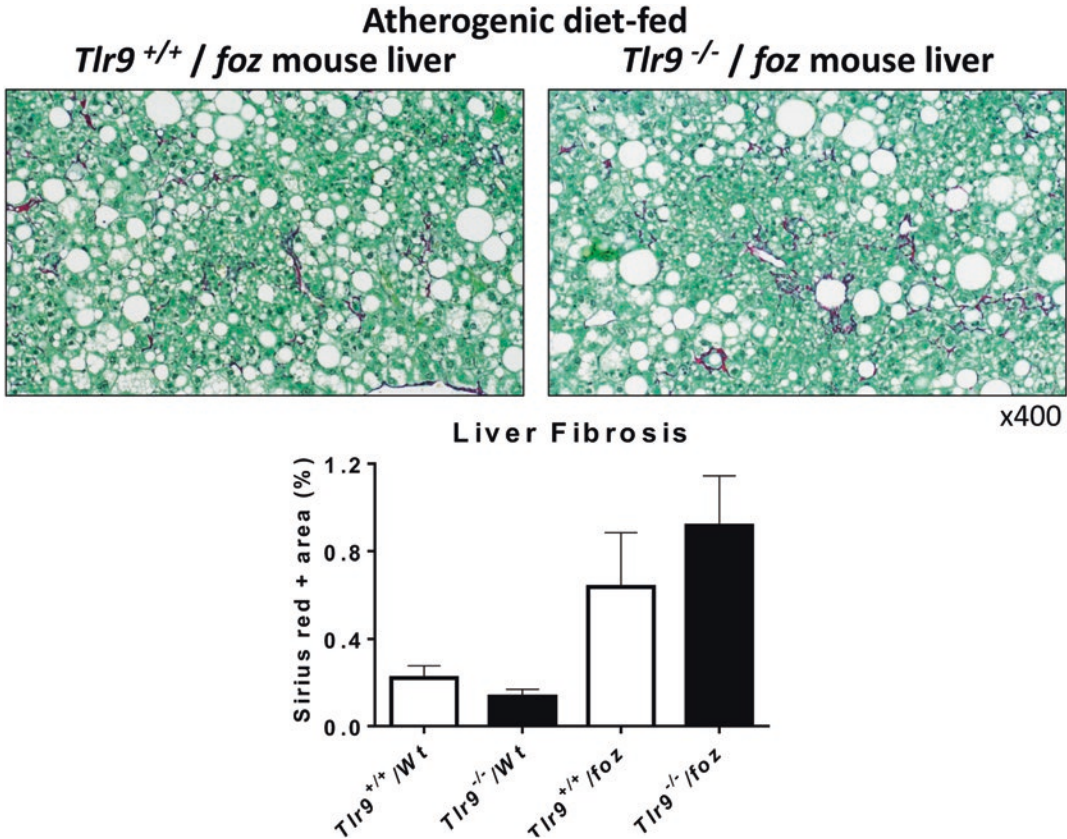 Atherogenic diet-fed
Tlr9 +/+ / foz mouse liver
Tlr9 -/- / foz mouse liver
x400
Liver Fibrosis
Sirius red + area (%)
1.2
0.8
0.4
0.0
Tlr9+/+/Wt
Tlr9-/-/Wt
Tlr9+/+/foz
Tlr9-/-/foz